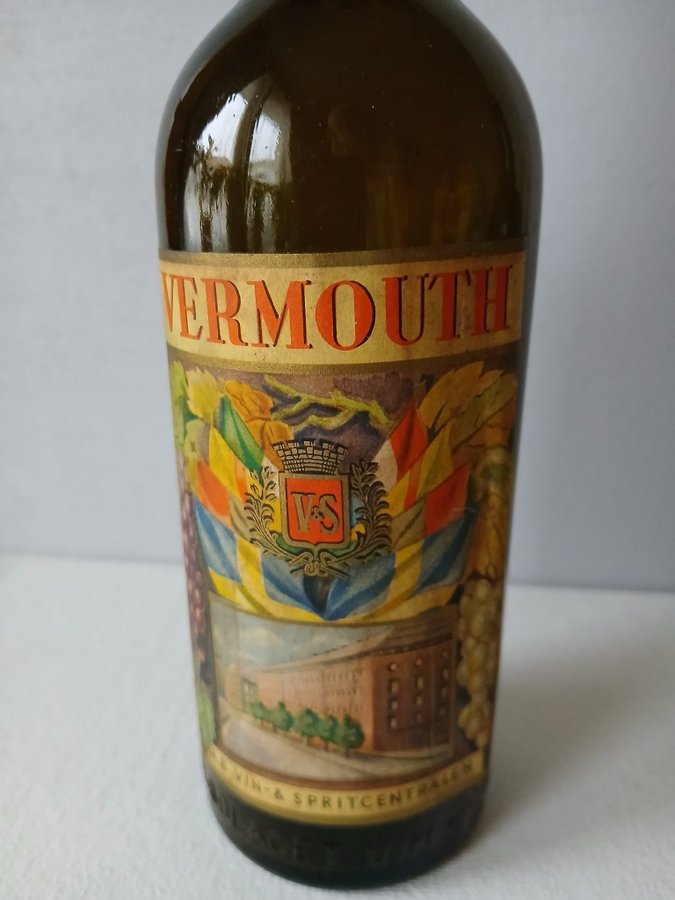 VERMOUTH
V&S
A.B. VIN- & SPRITCENTRALEN